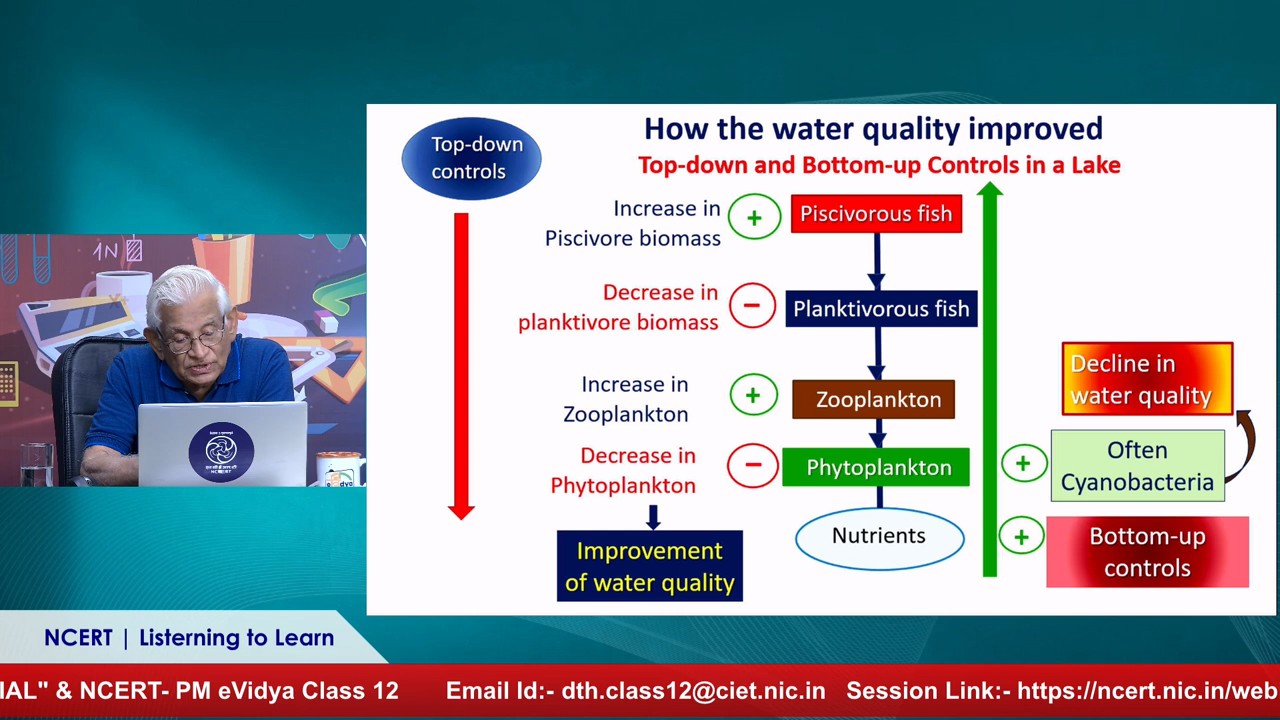 How the water quality improved
Top-down and Bottom-up Controls in a Lake
Top-down
controls
Increase in
Piscivore biomass
+
Piscivorous fish
Decrease in
planktivore biomass
−
Planktivorous fish
Increase in
Zooplankton
+
Zooplankton
Decrease in
Phytoplankton
−
Phytoplankton
Improvement
of water quality
Nutrients
Decline in
water quality
+
Often
Cyanobacteria
+
Bottom-up
controls
1N
NCERT
NCERT | Listerning to Learn
IAL" & NCERT- PM eVidya Class 12 Email Id:- dth.class12@ciet.nic.in Session Link:- https://ncert.nic.in/web